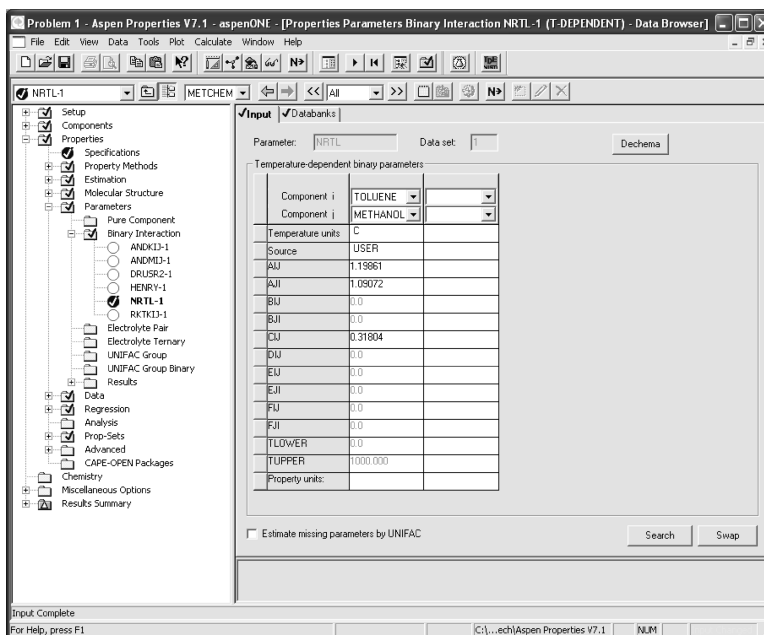 Problem 1 - Aspen Properties V7.1 - aspenONE - [Properties Parameters Binary Interaction NRTL-1 (T-DEPENDENT) - Data Browser]
File Edit View Data Tools Plot Calculate Window Help
N>
NRTL-1 METCHEM << All >> N>
Setup
Components
Properties
Specifications
Property Methods
Estimation
Molecular Structure
Parameters
Pure Component
Binary Interaction
ANDKIJ-1
ANDMIJ-1
DRUSR2-1
HENRY-1
NRTL-1
RKTKIJ-1
Electrolyte Pair
Electrolyte Ternary
UNIFAC Group
UNIFAC Group Binary
Results
Data
Regression
Analysis
Prop-Sets
Advanced
CAPE-OPEN Packages
Chemistry
Miscellaneous Options
Results Summary
Input Databanks
Parameter: NRTL Data set: 1 Dechema
Temperature-dependent binary parameters
Component i TOLUENE
Component j METHANOL
Temperature units C
Source USER
AIJ 1.19861
AJI 1.09072
BIJ 0.0
BJI 0.0
CIJ 0.31804
DIJ 0.0
EIJ 0.0
EJI 0.0
FIJ 0.0
FJI 0.0
TLOWER 0.0
TUPPER 1000.000
Property units:
Estimate missing parameters by UNIFAC Search Swap
Input Complete
For Help, press F1 C:\...ech\Aspen Properties V7.1 NUM